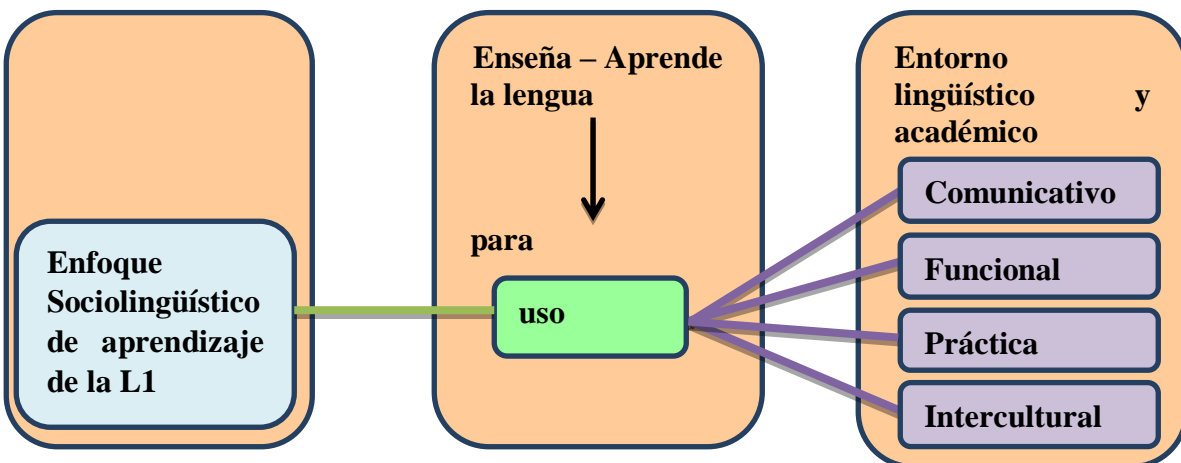 Enfoque
Sociolingüístico
de aprendizaje
de la L1
Enseña – Aprende
la lengua
para
uso
Entorno
lingüístico y
académico
Comunicativo
Funcional
Práctica
Intercultural